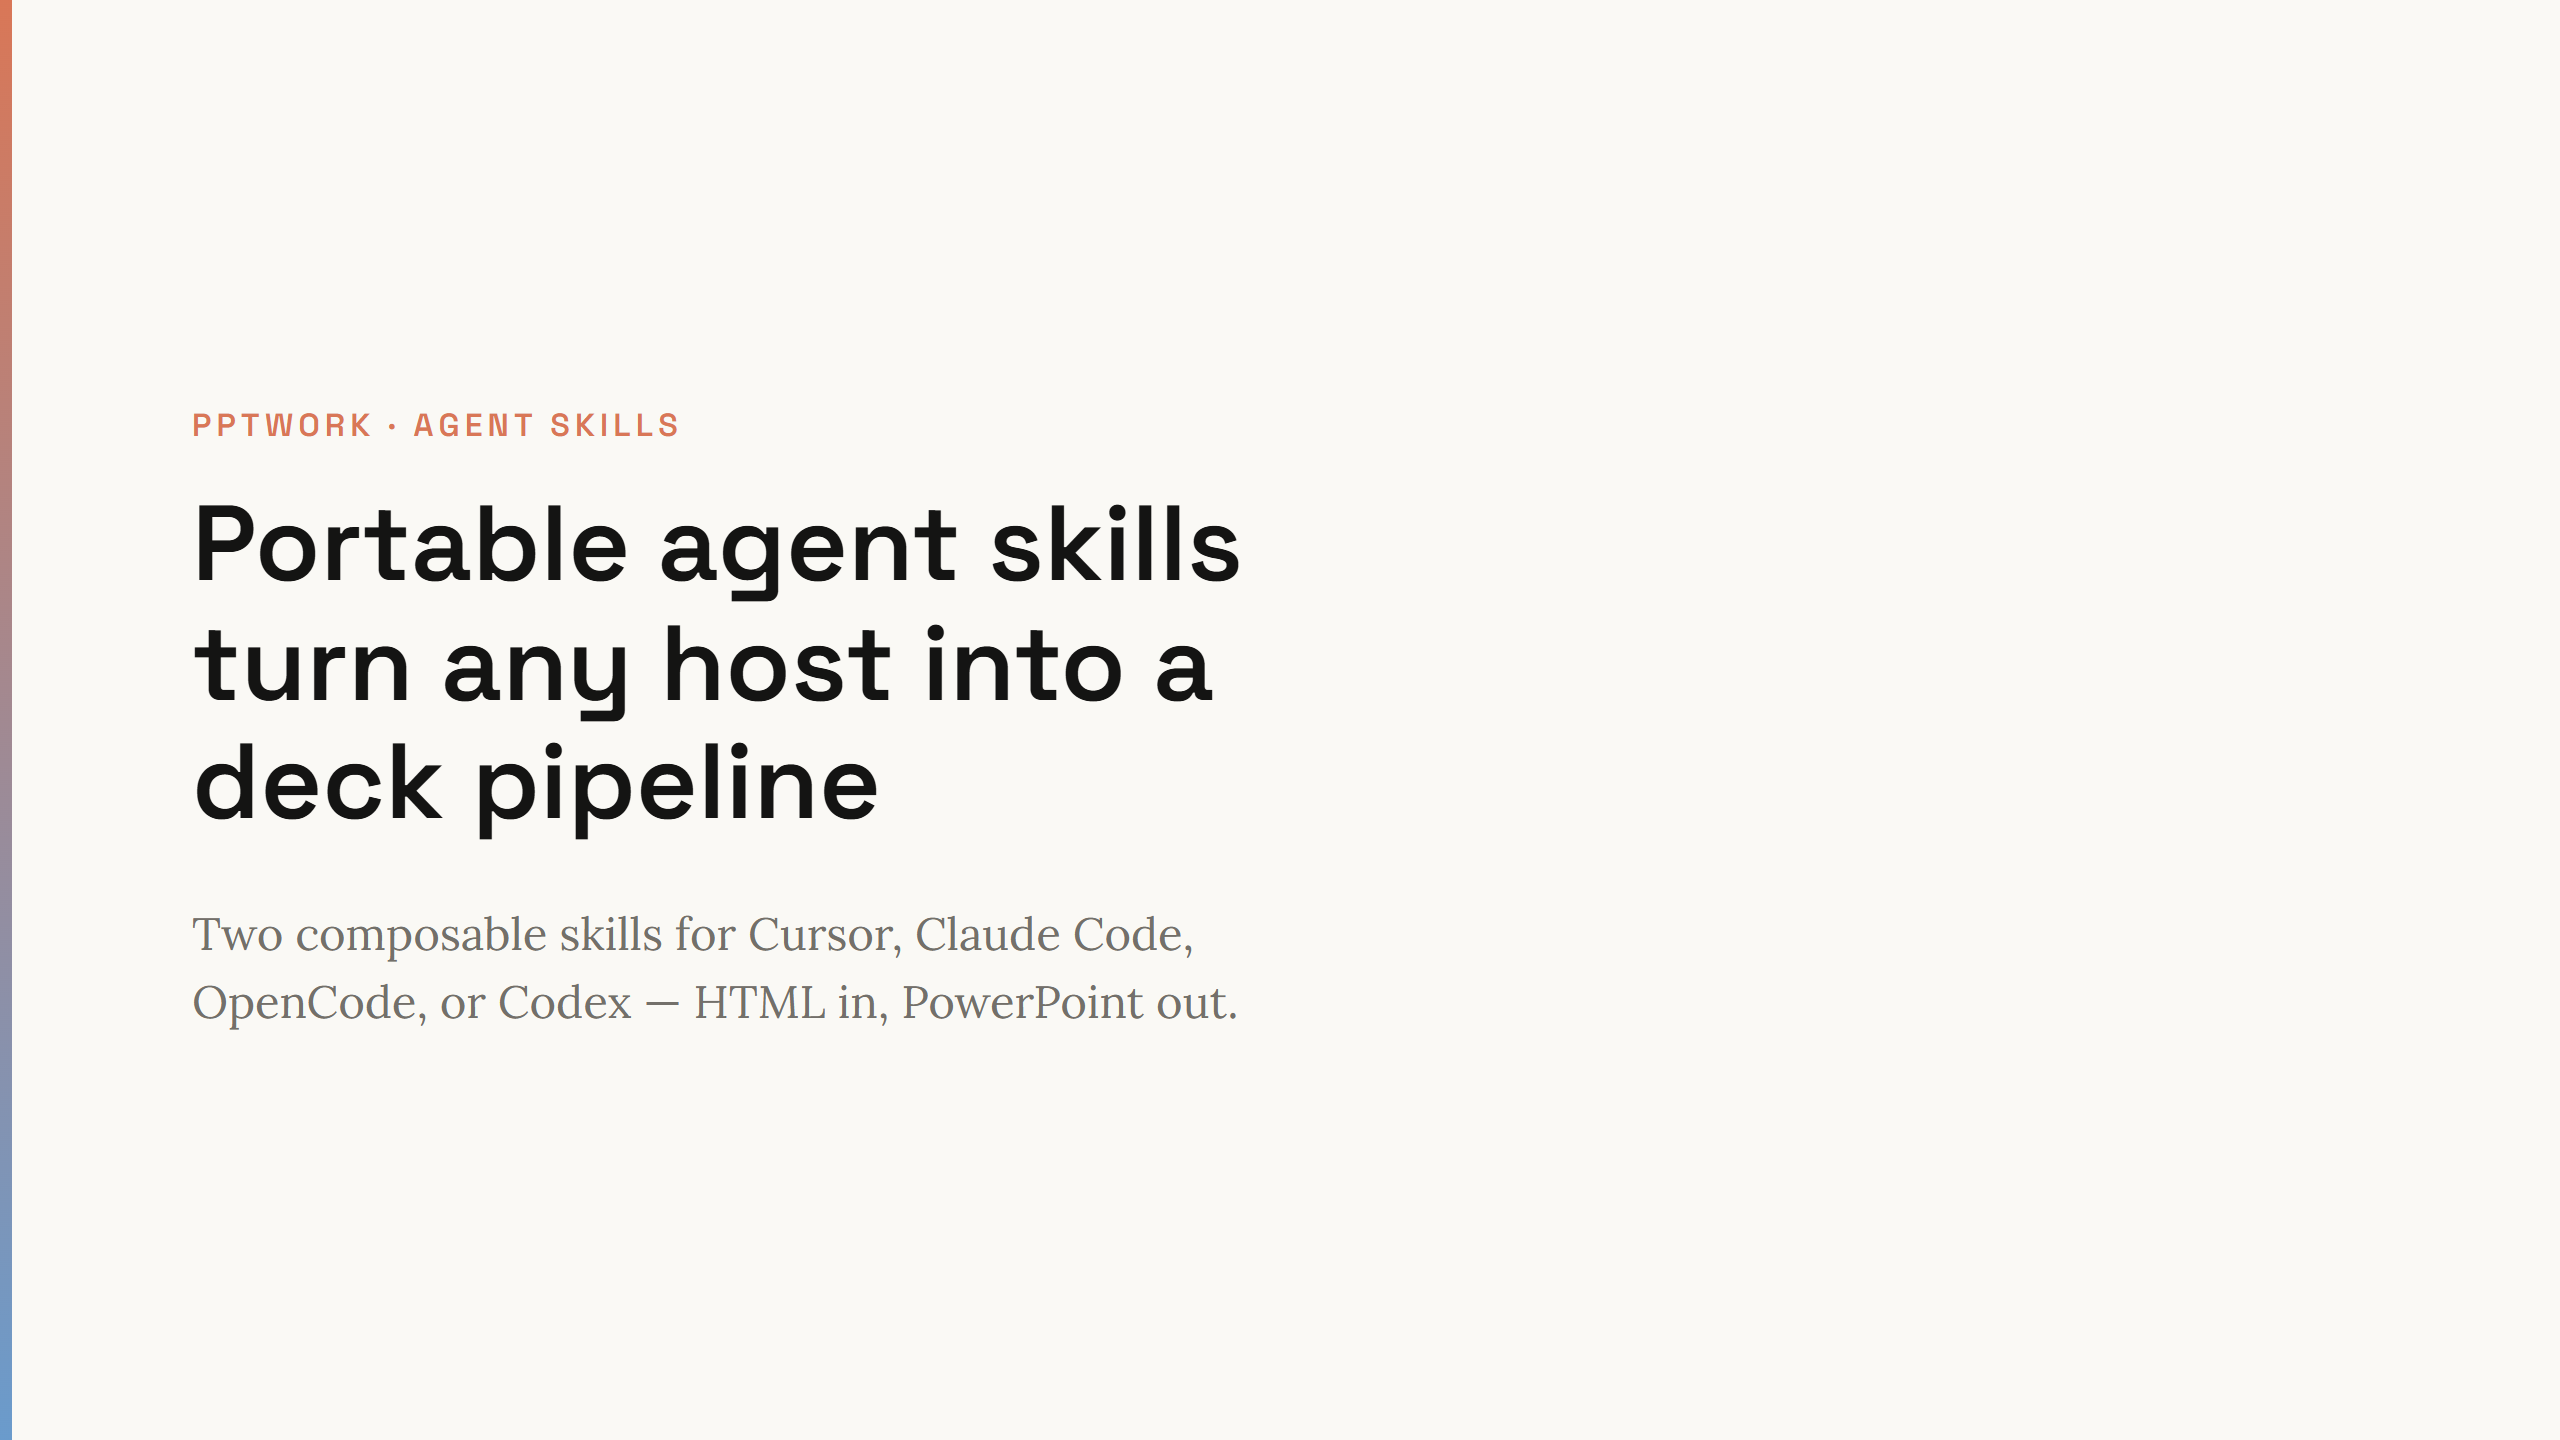 PPTWORK · AGENT SKILLS
Portable agent skills
turn any host into a
deck pipeline
Two composable skills for Cursor, Claude Code,
OpenCode, or Codex — HTML in, PowerPoint out.